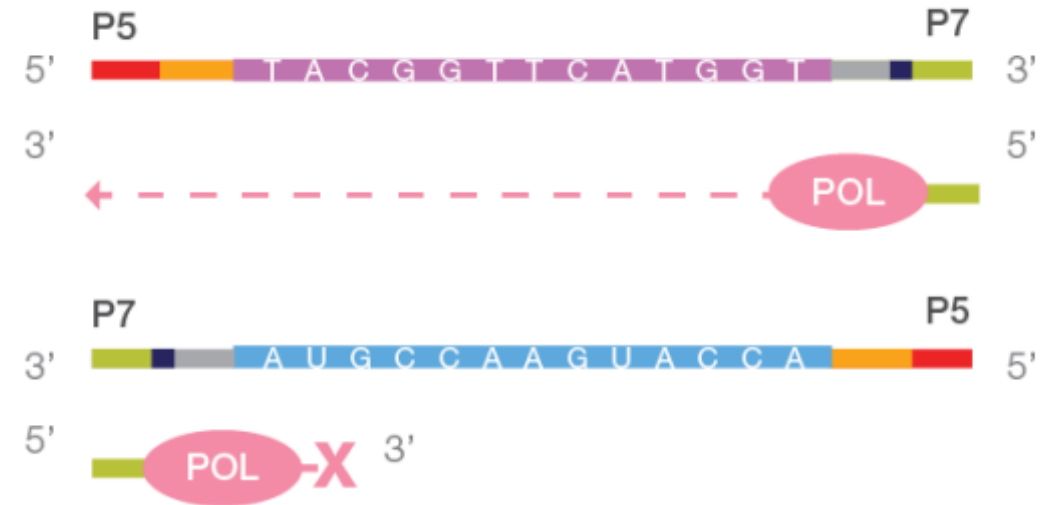 P5 P7
5’ T A C G G T T C A T G G T 3’
3’ 5’
POL
P7 P5
3’ A U G C C A A G U A C C A 5’
5’ POL X 3’